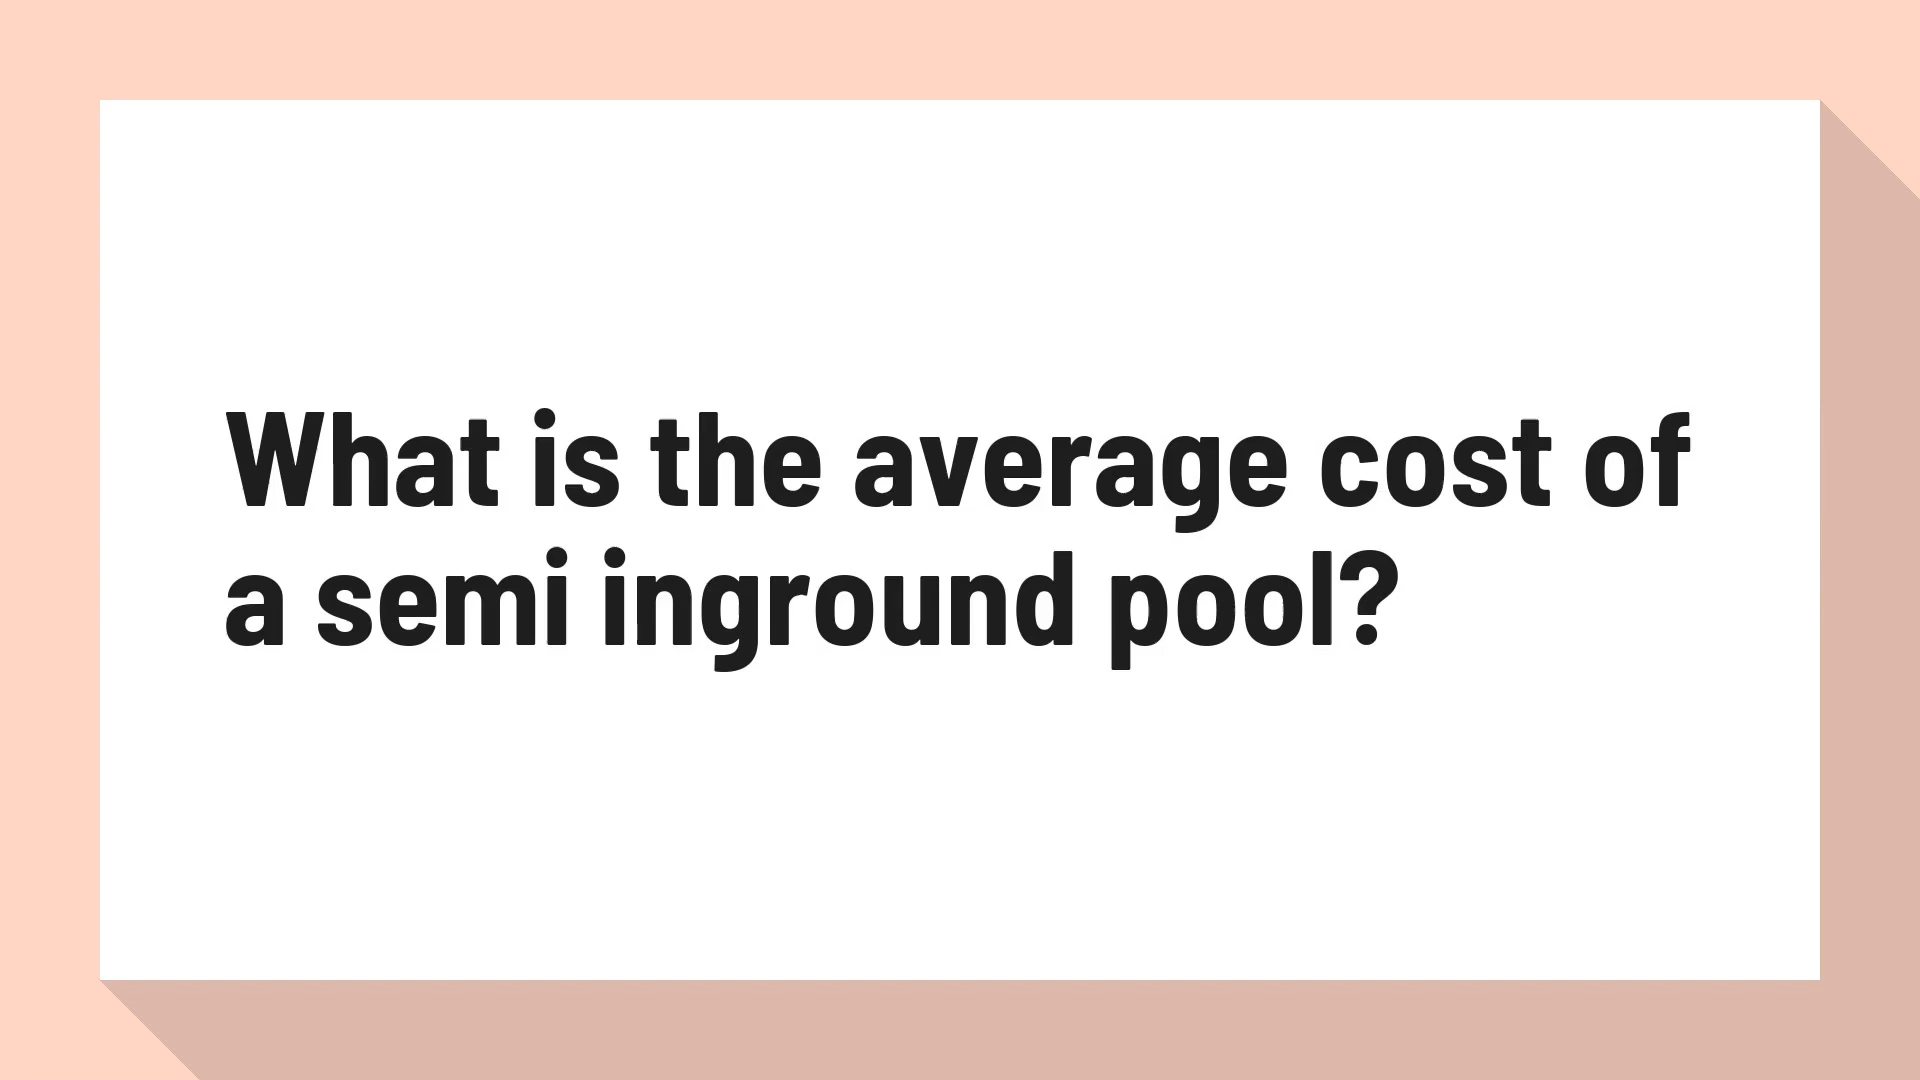 What is the average cost of
a semi inground pool?